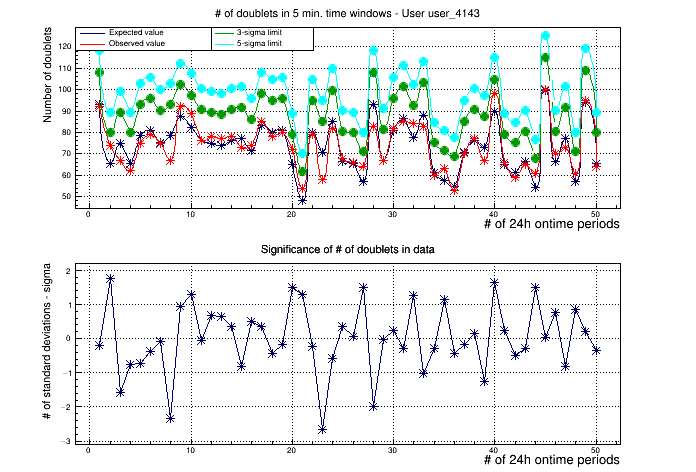 # of doublets in 5 min. time windows - User user_4143
Number of doublets
Expected value
3-sigma limit
Observed value
5-sigma limit
120
110
100
90
80
70
60
50
0
10
20
30
40
50
# of 24h ontime periods
Significance of # of doublets in data
# of standard deviations - sigma
2
1
0
−1
−2
−3
0
10
20
30
40
50
# of 24h ontime periods